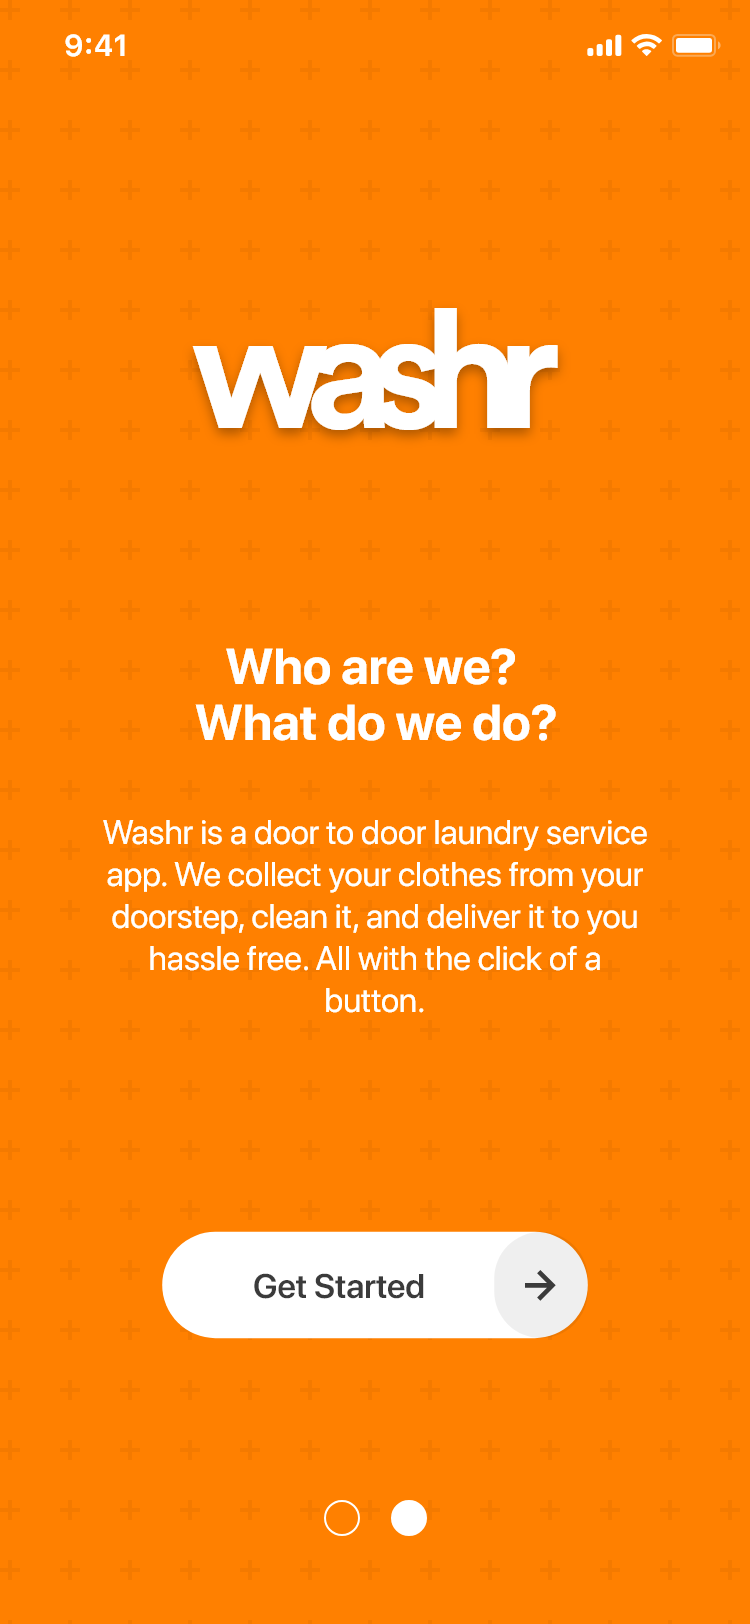 9:41
washr
Who are we?
What do we do?
Washr is a door to door laundry service
app. We collect your clothes from your
doorstep, clean it, and deliver it to you
hassle free. All with the click of a
button.
Get Started